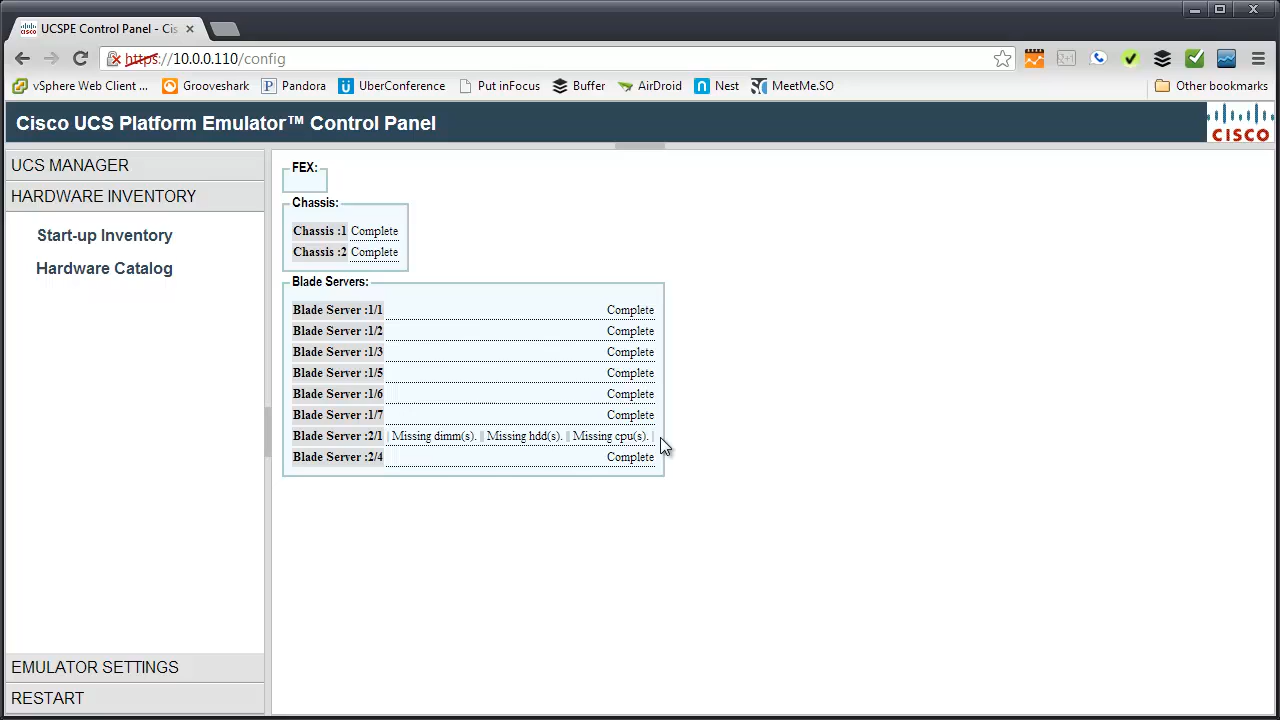 UCSPE Control Panel - Cis
https://10.0.0.110/config
vSphere Web Client ...
Grooveshark
Pandora
UberConference
Put inFocus
Buffer
AirDroid
Nest
MeetMe.SO
Other bookmarks
Cisco UCS Platform Emulator™ Control Panel
CISCO
UCS MANAGER
HARDWARE INVENTORY
Start-up Inventory
Hardware Catalog
EMULATOR SETTINGS
RESTART
FEX:
Chassis:
Chassis :1 Complete
Chassis :2 Complete
Blade Servers:
Blade Server :1/1 Complete
Blade Server :1/2 Complete
Blade Server :1/3 Complete
Blade Server :1/5 Complete
Blade Server :1/6 Complete
Blade Server :1/7 Complete
Blade Server :2/1 | Missing dimm(s). || Missing hdd(s). || Missing cpu(s). |
Blade Server :2/4 Complete